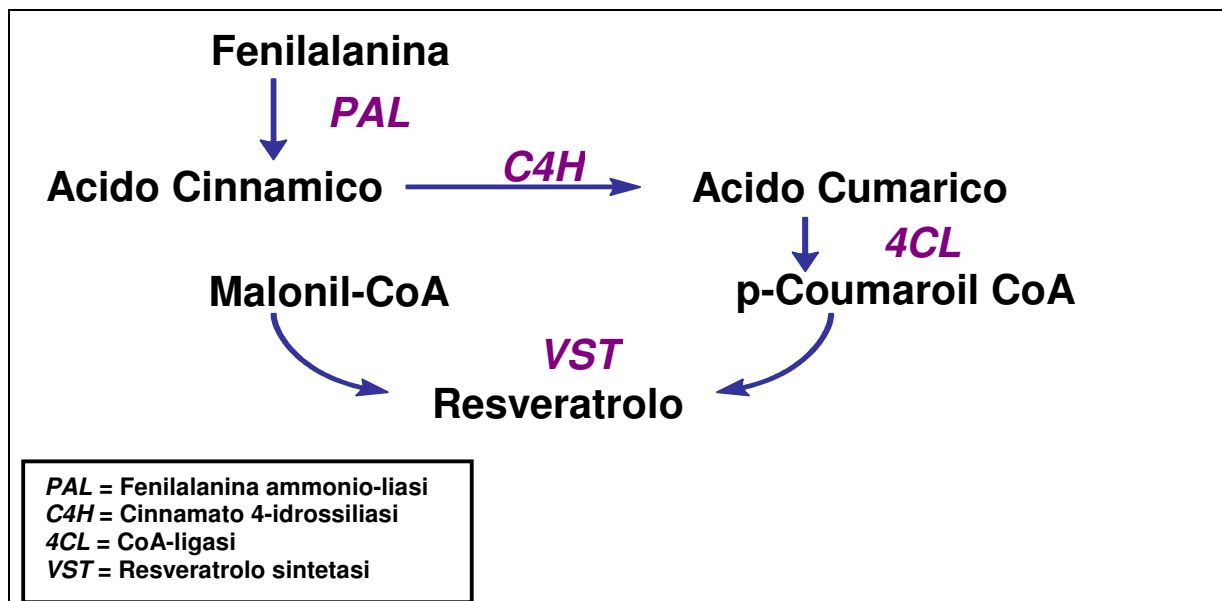 Fenilalanina
PAL
Acido Cinnamico
C4H
Acido Cumarico
4CL
Malonil-CoA
p-Coumaroil CoA
VST
Resveratrolo
PAL = Fenilalanina ammonio-liasi
C4H = Cinnamato 4-idrossiliasi
4CL = CoA-ligasi
VST = Resveratrolo sintetasi